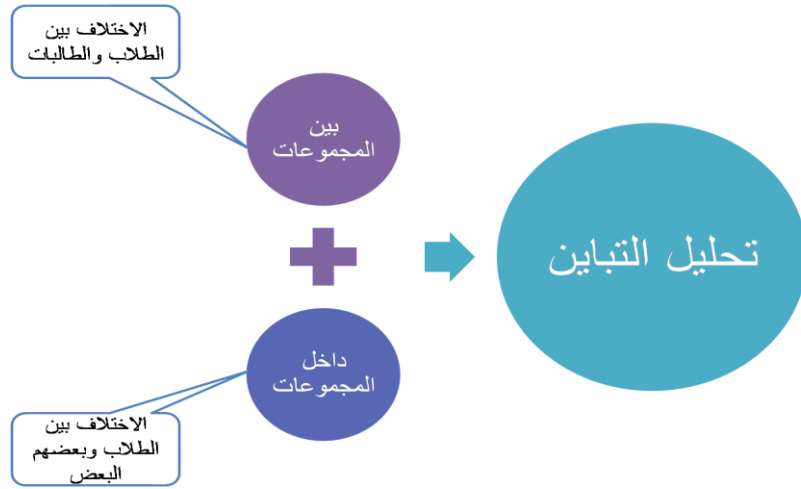 الاختلاف بين
الطلاب والطالبات
بين
المجموعات
تحليل التباين
داخل
المجموعات
الاختلاف بين
الطلاب وبعضهم
البعض